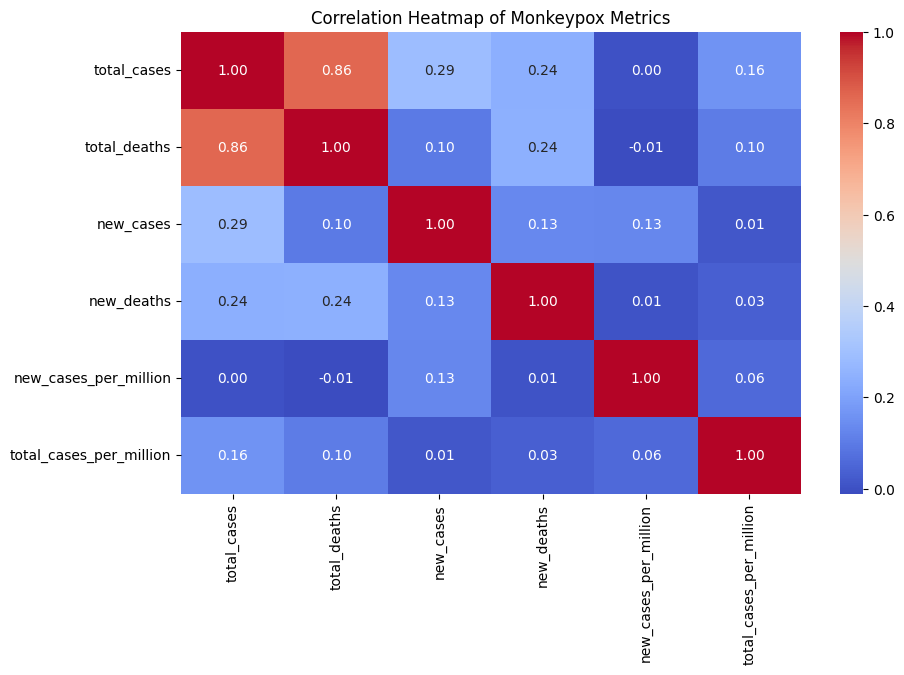 Correlation Heatmap of Monkeypox Metrics
total_cases 1.00 0.86 0.29 0.24 0.00 0.16
total_deaths 0.86 1.00 0.10 0.24 -0.01 0.10
new_cases 0.29 0.10 1.00 0.13 0.13 0.01
new_deaths 0.24 0.24 0.13 1.00 0.01 0.03
new_cases_per_million 0.00 -0.01 0.13 0.01 1.00 0.06
total_cases_per_million 0.16 0.10 0.01 0.03 0.06 1.00
total_cases
total_deaths
new_cases
new_deaths
new_cases_per_million
total_cases_per_million
1.0
0.8
0.6
0.4
0.2
0.0